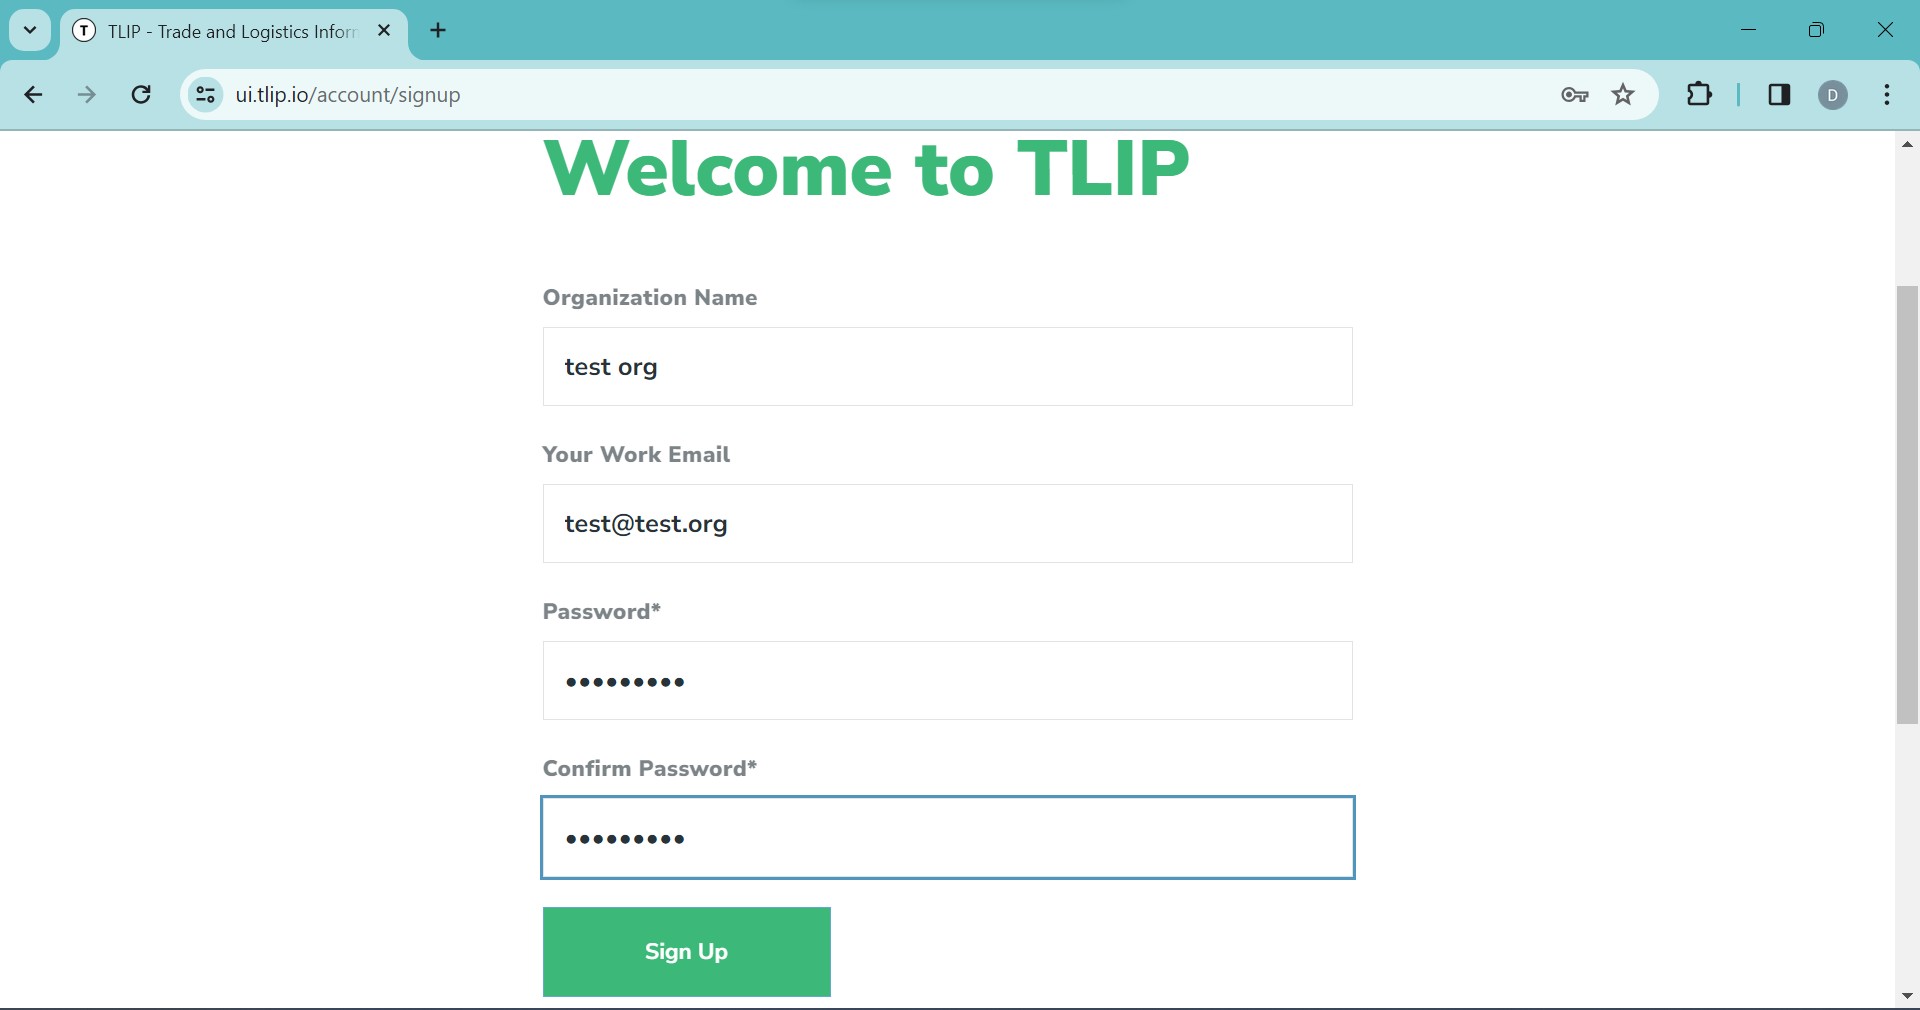 T TLIP - Trade and Logistics Inforn
ui.tlip.io/account/signup
D
Welcome to TLIP
Organization Name
test org
Your Work Email
test@test.org
Password*
•••••••••
Confirm Password*
•••••••••
Sign Up